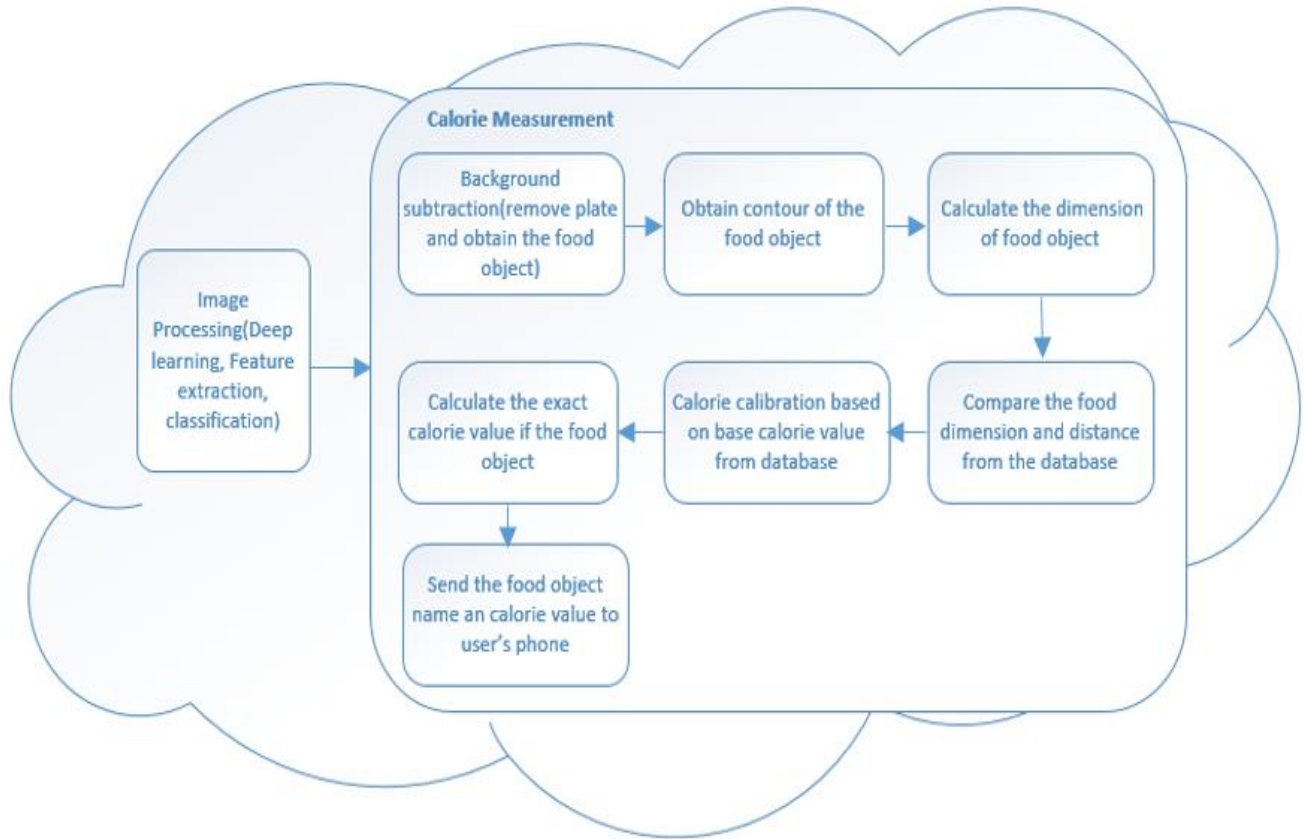 Calorie Measurement
Background
subtraction(remove plate
and obtain the food
object)
Obtain contour of the
food object
Calculate the dimension
of food object
Image
Processing(Deep
learning, Feature
extraction,
classification)
Compare the food
dimension and distance
from the database
Calorie calibration based
on base calorie value
from database
Calculate the exact
calorie value if the food
object
Send the food object
name an calorie value to
user's phone